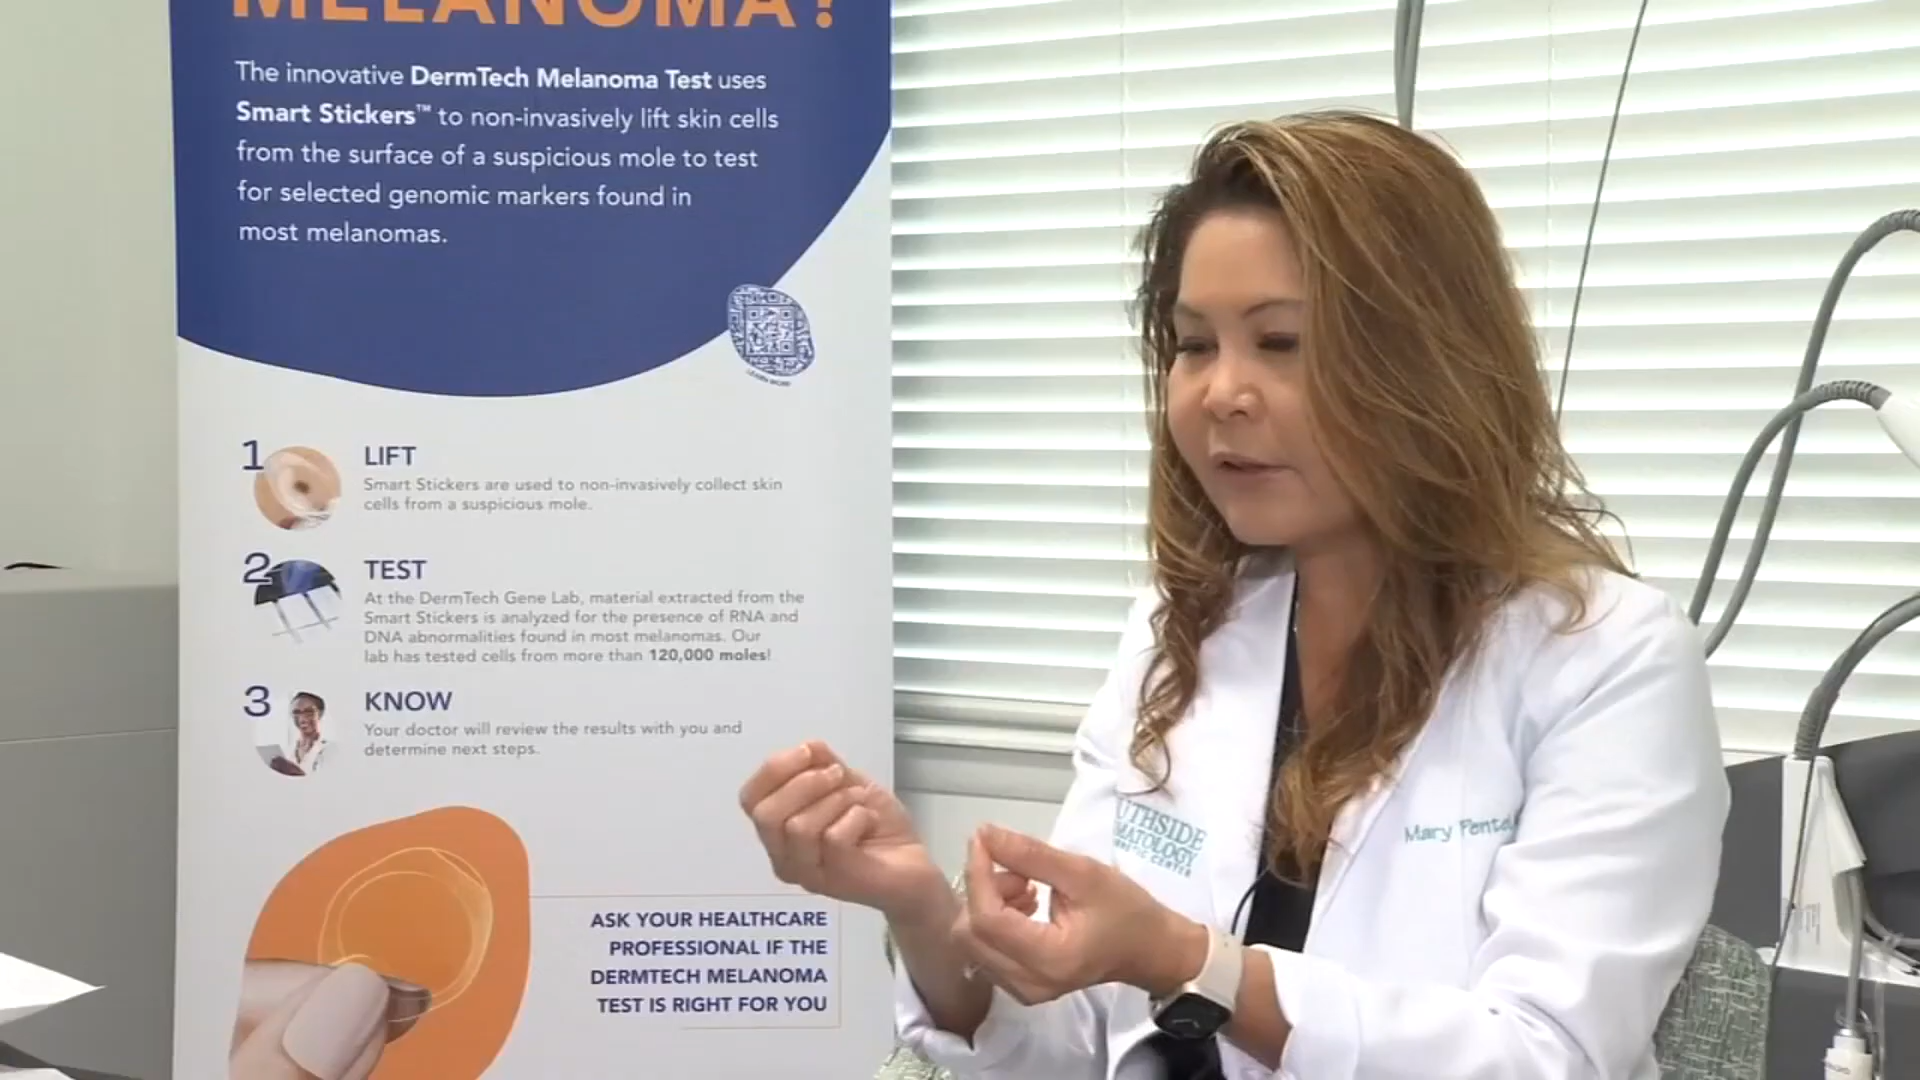 MELANOMA?
The innovative DermTech Melanoma Test uses
Smart Stickers™ to non-invasively lift skin cells
from the surface of a suspicious mole to test
for selected genomic markers found in
most melanomas.
LEARN MORE
1 LIFT
Smart Stickers are used to non-invasively collect skin
cells from a suspicious mole.
2 TEST
At the DermTech Gene Lab, material extracted from the
Smart Stickers is analyzed for the presence of RNA and
DNA abnormalities found in most melanomas. Our
lab has tested cells from more than 120,000 moles!
3 KNOW
Your doctor will review the results with you and
determine next steps.
ASK YOUR HEALTHCARE
PROFESSIONAL IF THE
DERMTECH MELANOMA
TEST IS RIGHT FOR YOU
UTHSIDE
MATOLOGY
CENTER
Mary